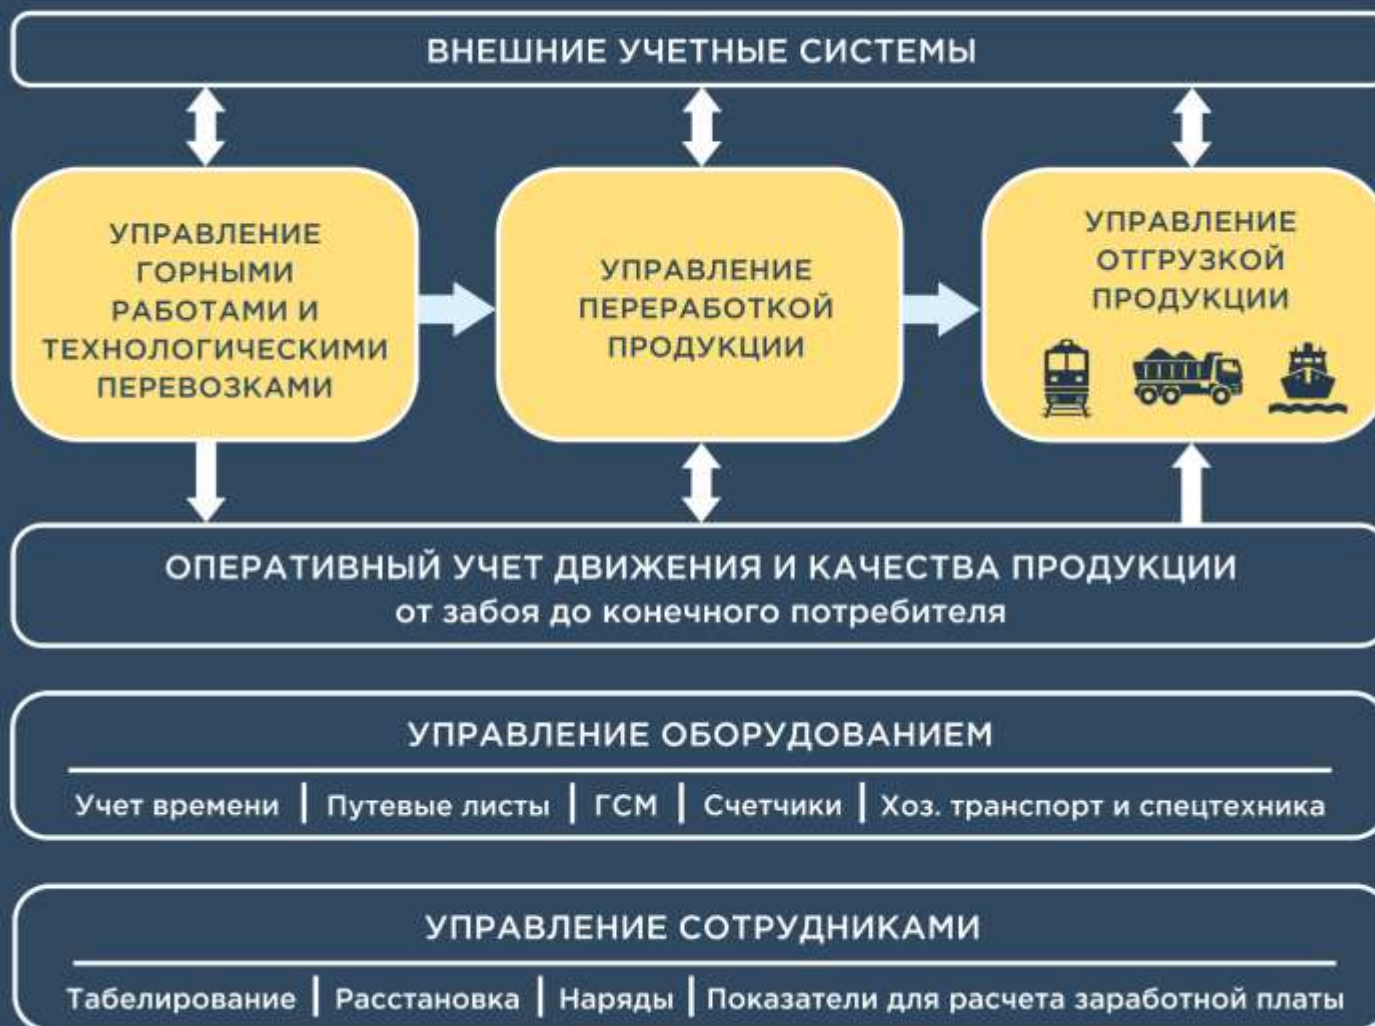 ВНЕШНИЕ УЧЕТНЫЕ СИСТЕМЫ
УПРАВЛЕНИЕ
ГОРНЫМИ
РАБОТАМИ И
ТЕХНОЛОГИЧЕСКИМИ
ПЕРЕВОЗКАМИ
УПРАВЛЕНИЕ
ПЕРЕРАБОТКОЙ
ПРОДУКЦИИ
УПРАВЛЕНИЕ
ОТГРУЗКОЙ
ПРОДУКЦИИ
ОПЕРАТИВНЫЙ УЧЕТ ДВИЖЕНИЯ И КАЧЕСТВА ПРОДУКЦИИ
от забоя до конечного потребителя
УПРАВЛЕНИЕ ОБОРУДОВАНИЕМ
Учет времени | Путевые листы | ГСМ | Счетчики | Хоз. транспорт и спецтехника
УПРАВЛЕНИЕ СОТРУДНИКАМИ
Табелирование | Расстановка | Наряды | Показатели для расчета заработной платы